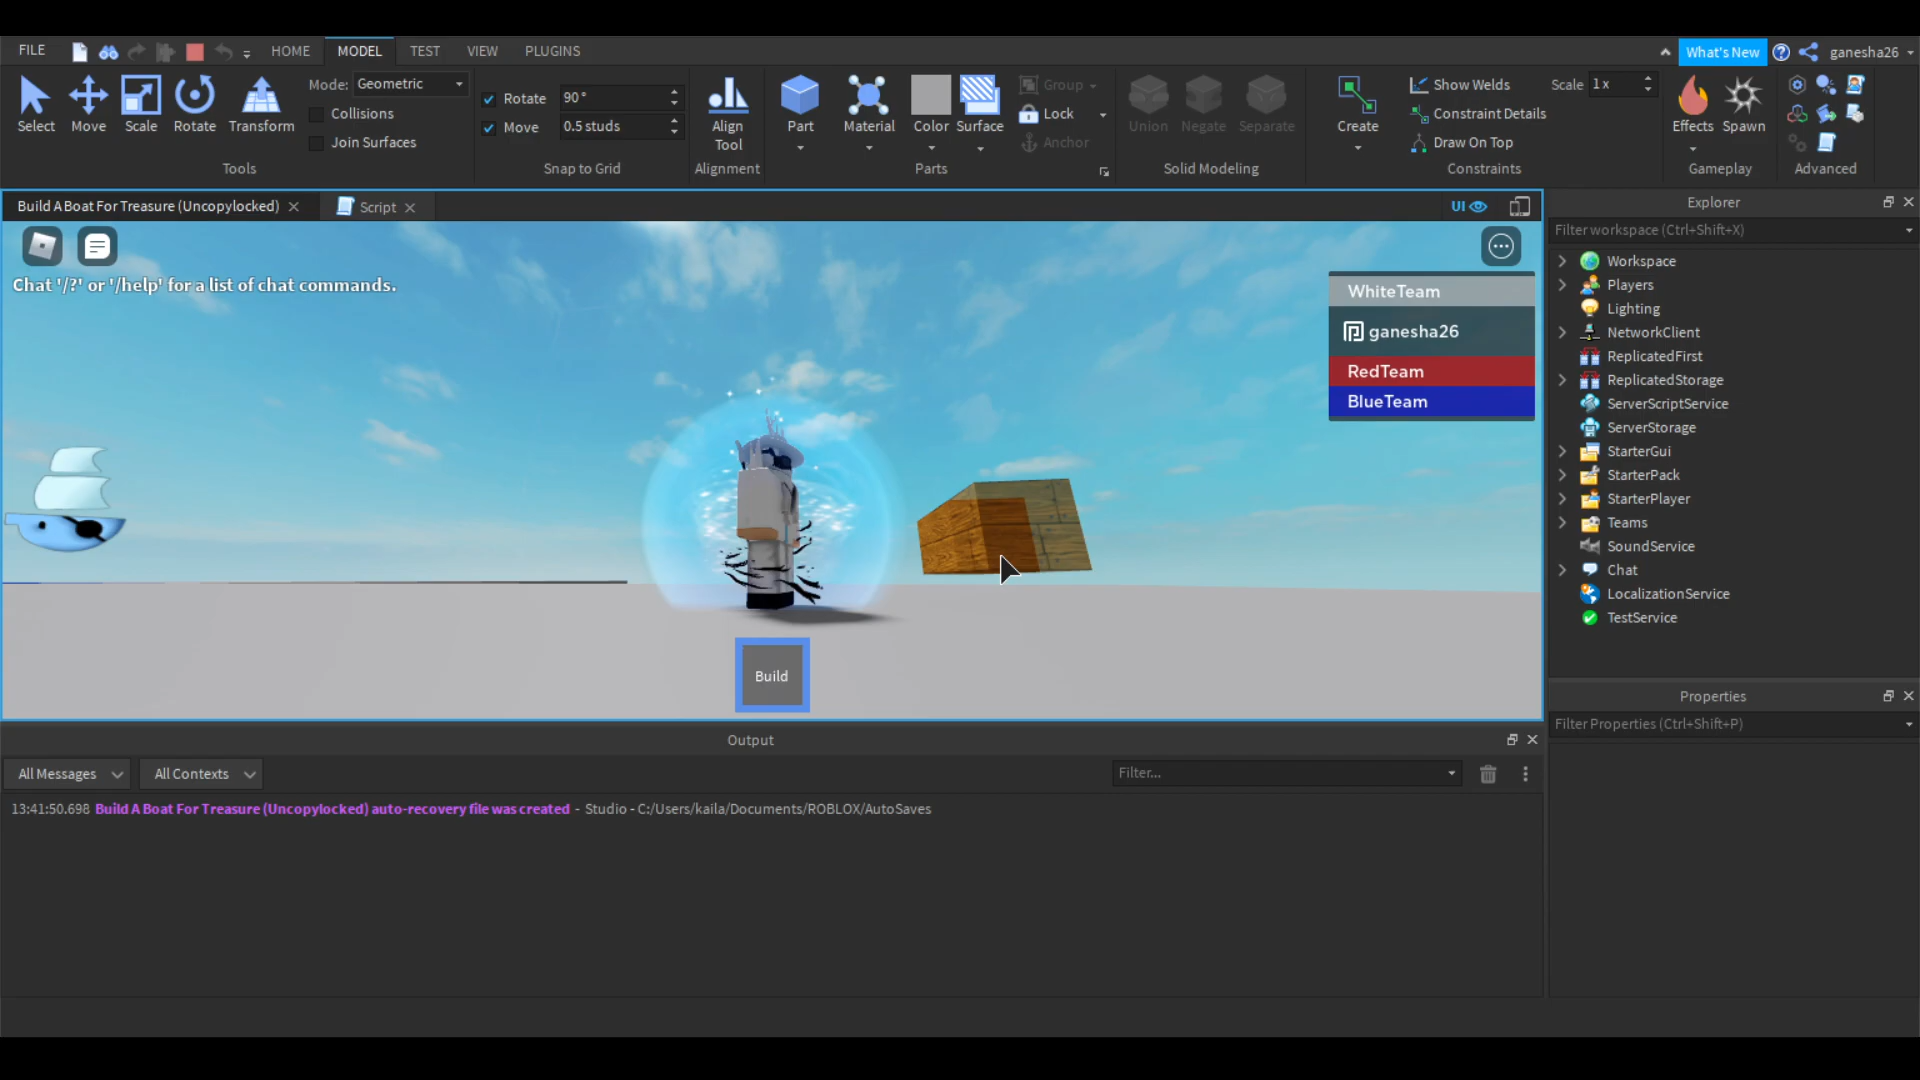 FILE
HOME
MODEL
TEST
VIEW
PLUGINS
What's New
ganesha26
Select
Move
Scale
Rotate
Transform
Mode: Geometric
Collisions
Join Surfaces
Tools
Rotate 90°
Move 0.5 studs
Snap to Grid
Align
Tool
Alignment
Part
Material
Color
Surface
Group
Lock
Anchor
Parts
Union
Negate
Separate
Solid Modeling
Create
Show Welds
Scale 1 x
Constraint Details
Draw On Top
Constraints
Effects
Spawn
Gameplay
Advanced
Build A Boat For Treasure (Uncopylocked)
Script
UI
Chat '/?' or '/help' for a list of chat commands.
WhiteTeam
ganesha26
RedTeam
BlueTeam
Build
Explorer
Filter workspace (Ctrl+Shift+X)
Workspace
Players
Lighting
NetworkClient
ReplicatedFirst
ReplicatedStorage
ServerScriptService
ServerStorage
StarterGui
StarterPack
StarterPlayer
Teams
SoundService
Chat
LocalizationService
TestService
Properties
Filter Properties (Ctrl+Shift+P)
Output
All Messages
All Contexts
Filter...
13:41:50.698 Build A Boat For Treasure (Uncopylocked) auto-recovery file was created - Studio - C:/Users/kaila/Documents/ROBLOX/AutoSaves